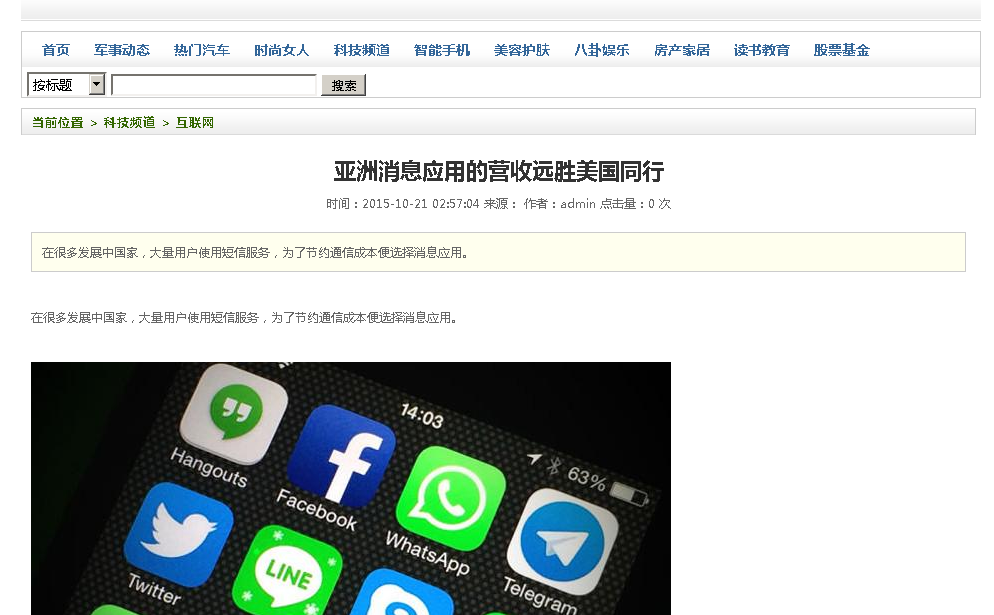 首页 军事动态 热门汽车 时尚女人 科技频道 智能手机 美容护肤 八卦娱乐 房产家居 读书教育 股票基金
按标题 搜索
当前位置 > 科技频道 > 互联网
亚洲消息应用的营收远胜美国同行
时间：2015-10-21 02:57:04 来源： 作者：admin 点击量：0 次
在很多发展中国家，大量用户使用短信服务，为了节约通信成本便选择消息应用。
在很多发展中国家，大量用户使用短信服务，为了节约通信成本便选择消息应用。
14:03
63%
Hangouts
Facebook
WhatsApp
Telegram
Twitter
LINE